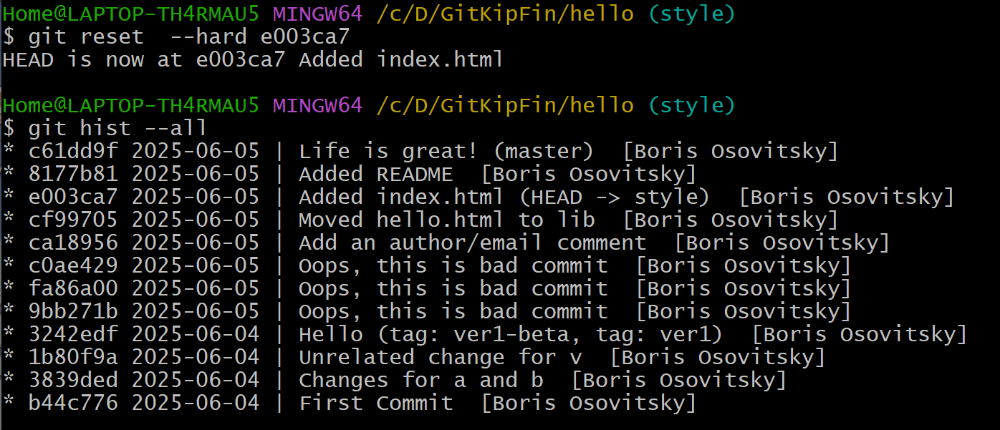 Home@LAPTOP-TH4RMAU5 MINGW64 /c/D/GitKipFin/hello (style)
$ git reset  --hard e003ca7
HEAD is now at e003ca7 Added index.html
Home@LAPTOP-TH4RMAU5 MINGW64 /c/D/GitKipFin/hello (style)
$ git hist --all
* c61dd9f 2025-06-05 | Life is great! (master)  [Boris Osovitsky]
* 8177b81 2025-06-05 | Added README  [Boris Osovitsky]
* e003ca7 2025-06-05 | Added index.html (HEAD -> style)  [Boris Osovitsky]
* cf99705 2025-06-05 | Moved hello.html to lib  [Boris Osovitsky]
* ca18956 2025-06-05 | Add an author/email comment  [Boris Osovitsky]
* c0ae429 2025-06-05 | Oops, this is bad commit  [Boris Osovitsky]
* fa86a00 2025-06-05 | Oops, this is bad commit  [Boris Osovitsky]
* 9bb271b 2025-06-05 | Oops, this is bad commit  [Boris Osovitsky]
* 3242edf 2025-06-04 | Hello (tag: ver1-beta, tag: ver1)  [Boris Osovitsky]
* 1b80f9a 2025-06-04 | Unrelated change for v  [Boris Osovitsky]
* 3839ded 2025-06-04 | Changes for a and b  [Boris Osovitsky]
* b44c776 2025-06-04 | First Commit  [Boris Osovitsky]